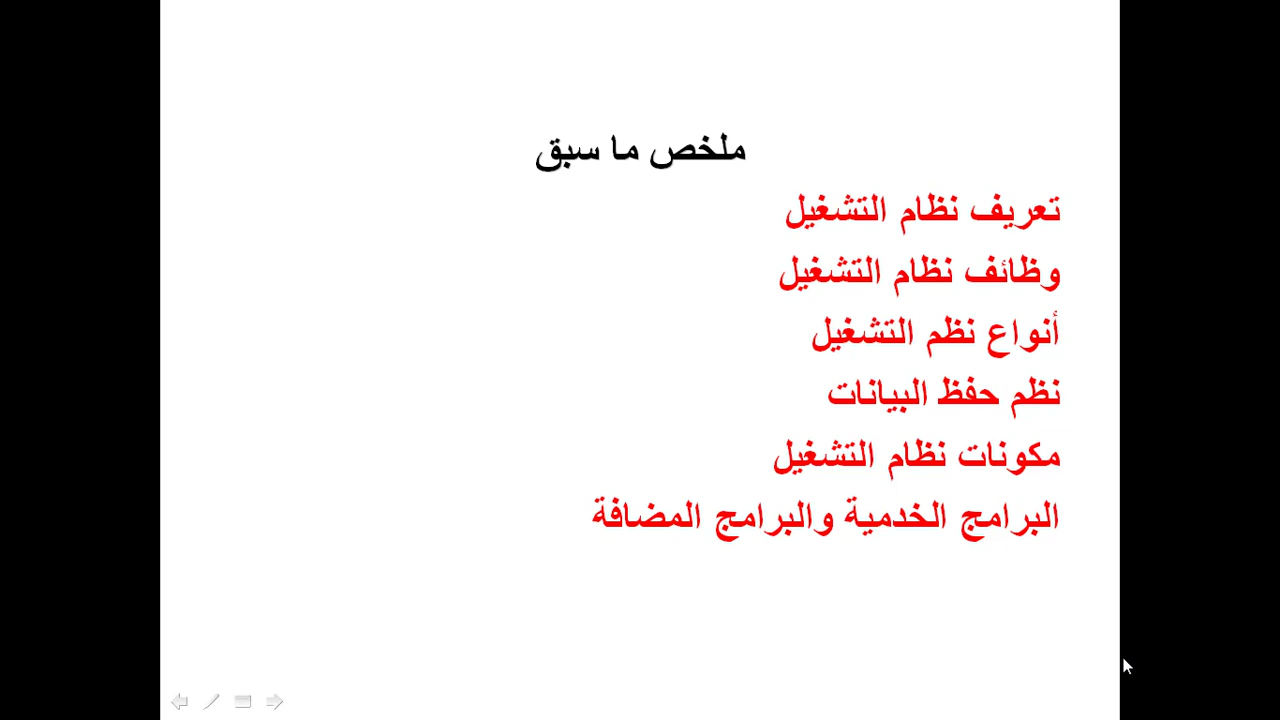 ملخص ما سبق
تعريف نظام التشغيل
وظائف نظام التشغيل
أنواع نظم التشغيل
نظم حفظ البيانات
مكونات نظام التشغيل
البرامج الخدمية والبرامج المضافة